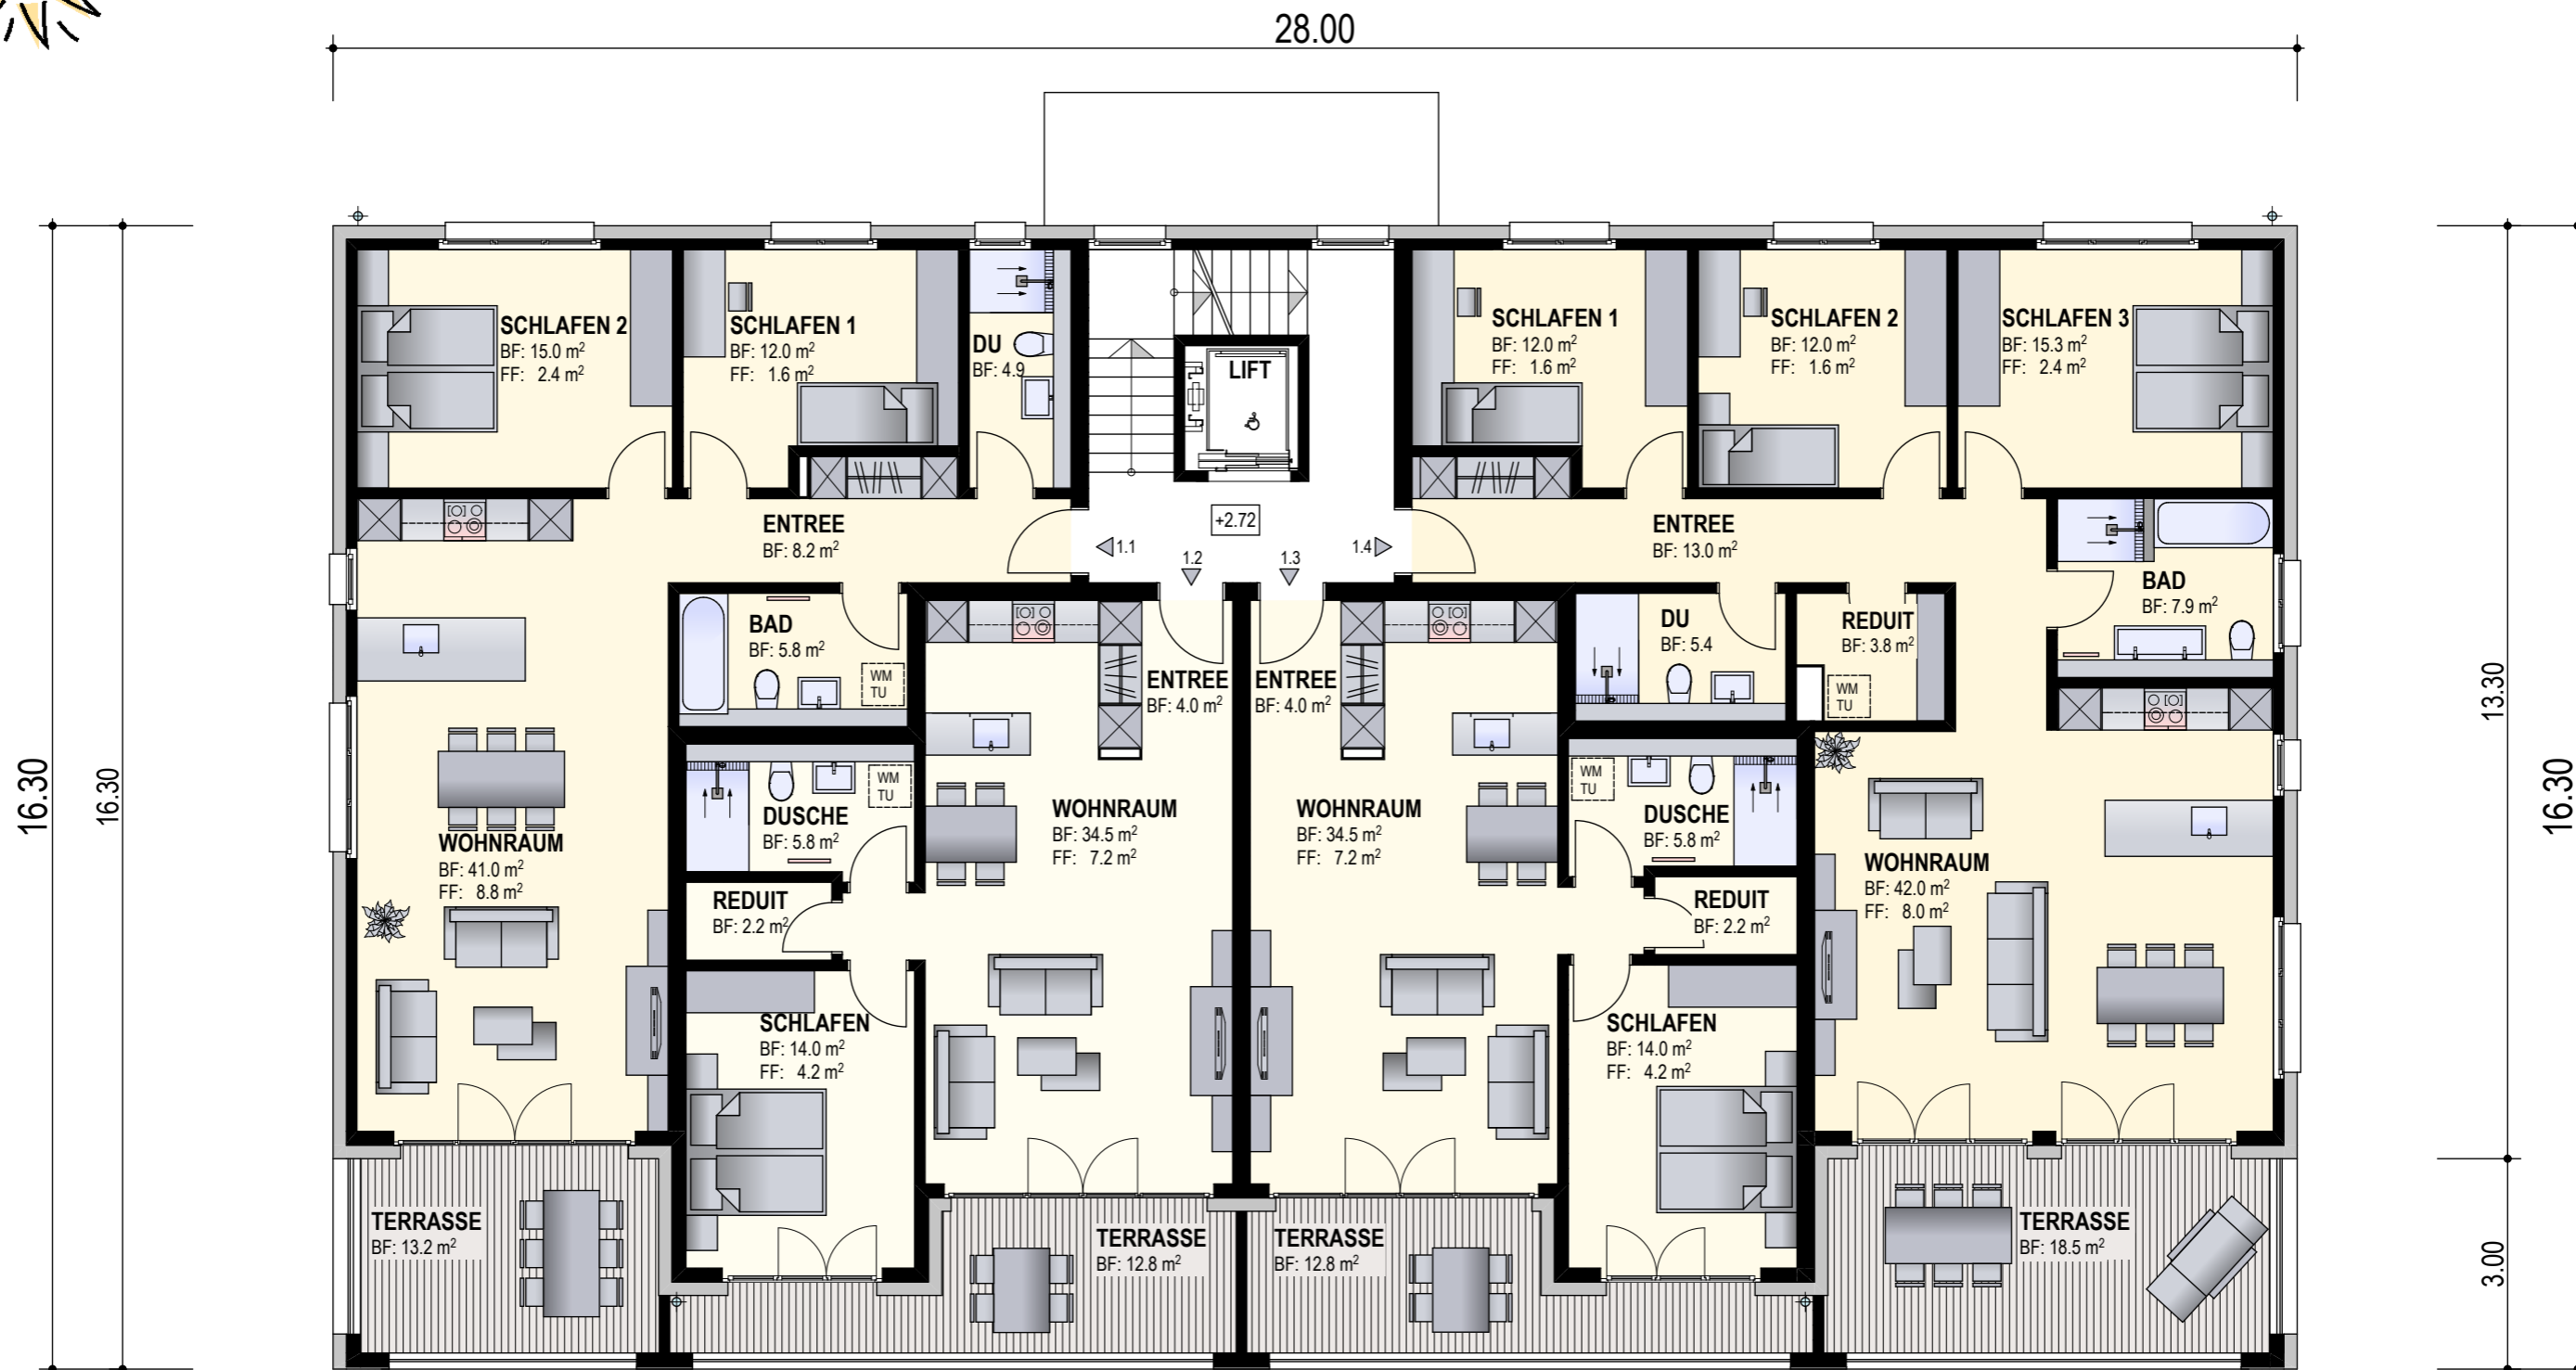 28.00
SCHLAFEN 2
BF: 15.0 m²
FF: 2.4 m²
SCHLAFEN 1
BF: 12.0 m²
FF: 1.6 m²
DU
BF: 4.9
LIFT
SCHLAFEN 1
BF: 12.0 m²
FF: 1.6 m²
SCHLAFEN 2
BF: 12.0 m²
FF: 1.6 m²
SCHLAFEN 3
BF: 15.3 m²
FF: 2.4 m²
ENTREE
BF: 8.2 m²
+2.72
1.1
1.2
1.3
1.4
ENTREE
BF: 13.0 m²
BAD
BF: 5.8 m²
WM
TU
ENTREE
BF: 4.0 m²
ENTREE
BF: 4.0 m²
DU
BF: 5.4
REDUIT
BF: 3.8 m²
WM
TU
BAD
BF: 7.9 m²
16.30
16.30
13.30
16.30
3.00
WOHNRAUM
BF: 41.0 m²
FF: 8.8 m²
DUSCHE
BF: 5.8 m²
WM
TU
WOHNRAUM
BF: 34.5 m²
FF: 7.2 m²
WOHNRAUM
BF: 34.5 m²
FF: 7.2 m²
WM
TU
DUSCHE
BF: 5.8 m²
WOHNRAUM
BF: 42.0 m²
FF: 8.0 m²
REDUIT
BF: 2.2 m²
REDUIT
BF: 2.2 m²
SCHLAFEN
BF: 14.0 m²
FF: 4.2 m²
SCHLAFEN
BF: 14.0 m²
FF: 4.2 m²
TERRASSE
BF: 13.2 m²
TERRASSE
BF: 12.8 m²
TERRASSE
BF: 12.8 m²
TERRASSE
BF: 18.5 m²